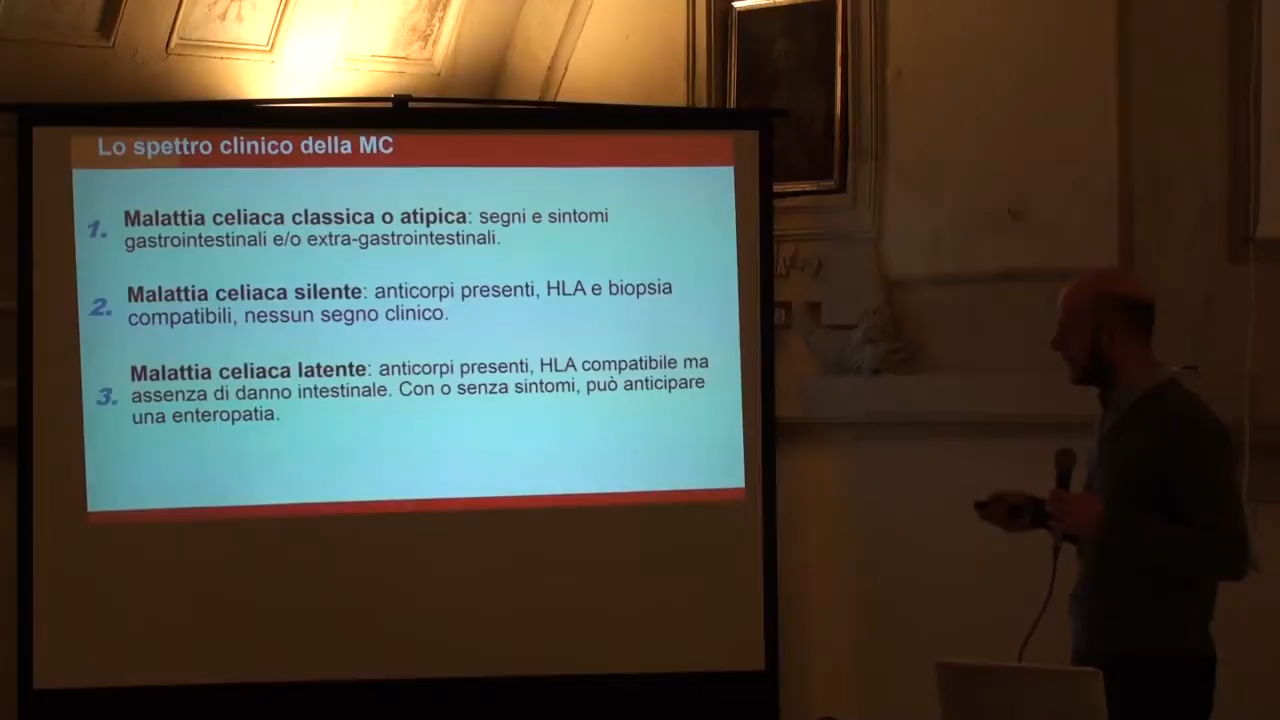 Lo spettro clinico della MC
1. Malattia celiaca classica o atipica: segni e sintomi
gastrointestinali e/o extra-gastrointestinali.
2. Malattia celiaca silente: anticorpi presenti, HLA e biopsia
compatibili, nessun segno clinico.
3. Malattia celiaca latente: anticorpi presenti, HLA compatibile ma
assenza di danno intestinale. Con o senza sintomi, può anticipare
una enteropatia.